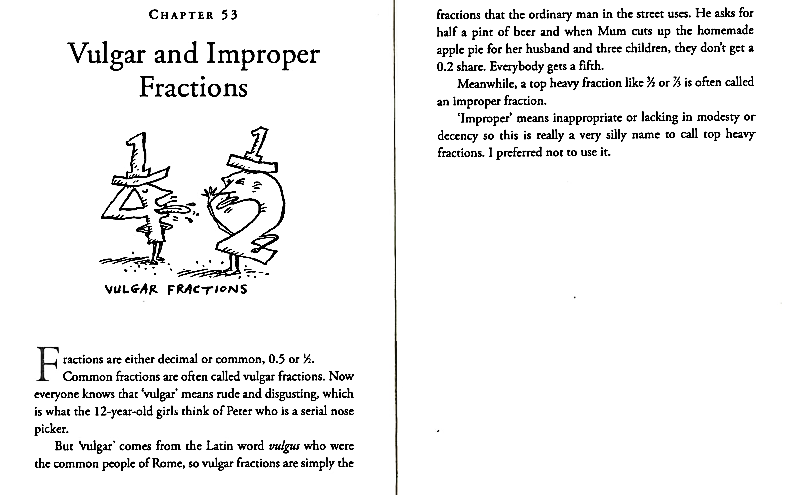 CHAPTER 53
Vulgar and Improper
Fractions
1
4
1
2
VULGAR FRACTIONS
Fractions are either decimal or common, 0.5 or ½.
Common fractions are often called vulgar fractions. Now
everyone knows that 'vulgar' means rude and disgusting, which
is what the 12-year-old girls think of Peter who is a serial nose
picker.
But 'vulgar' comes from the Latin word vulgus who were
the common people of Rome, so vulgar fractions are simply the
fractions that the ordinary man in the street uses. He asks for
half a pint of beer and when Mum cuts up the homemade
apple pie for her husband and three children, they don't get a
0.2 share. Everybody gets a fifth.
Meanwhile, a top heavy fraction like or is often called
an improper fraction.
'Improper' means inappropriate or lacking in modesty or
decency so this is really a very silly name to call top heavy
fractions. I preferred not to use it.